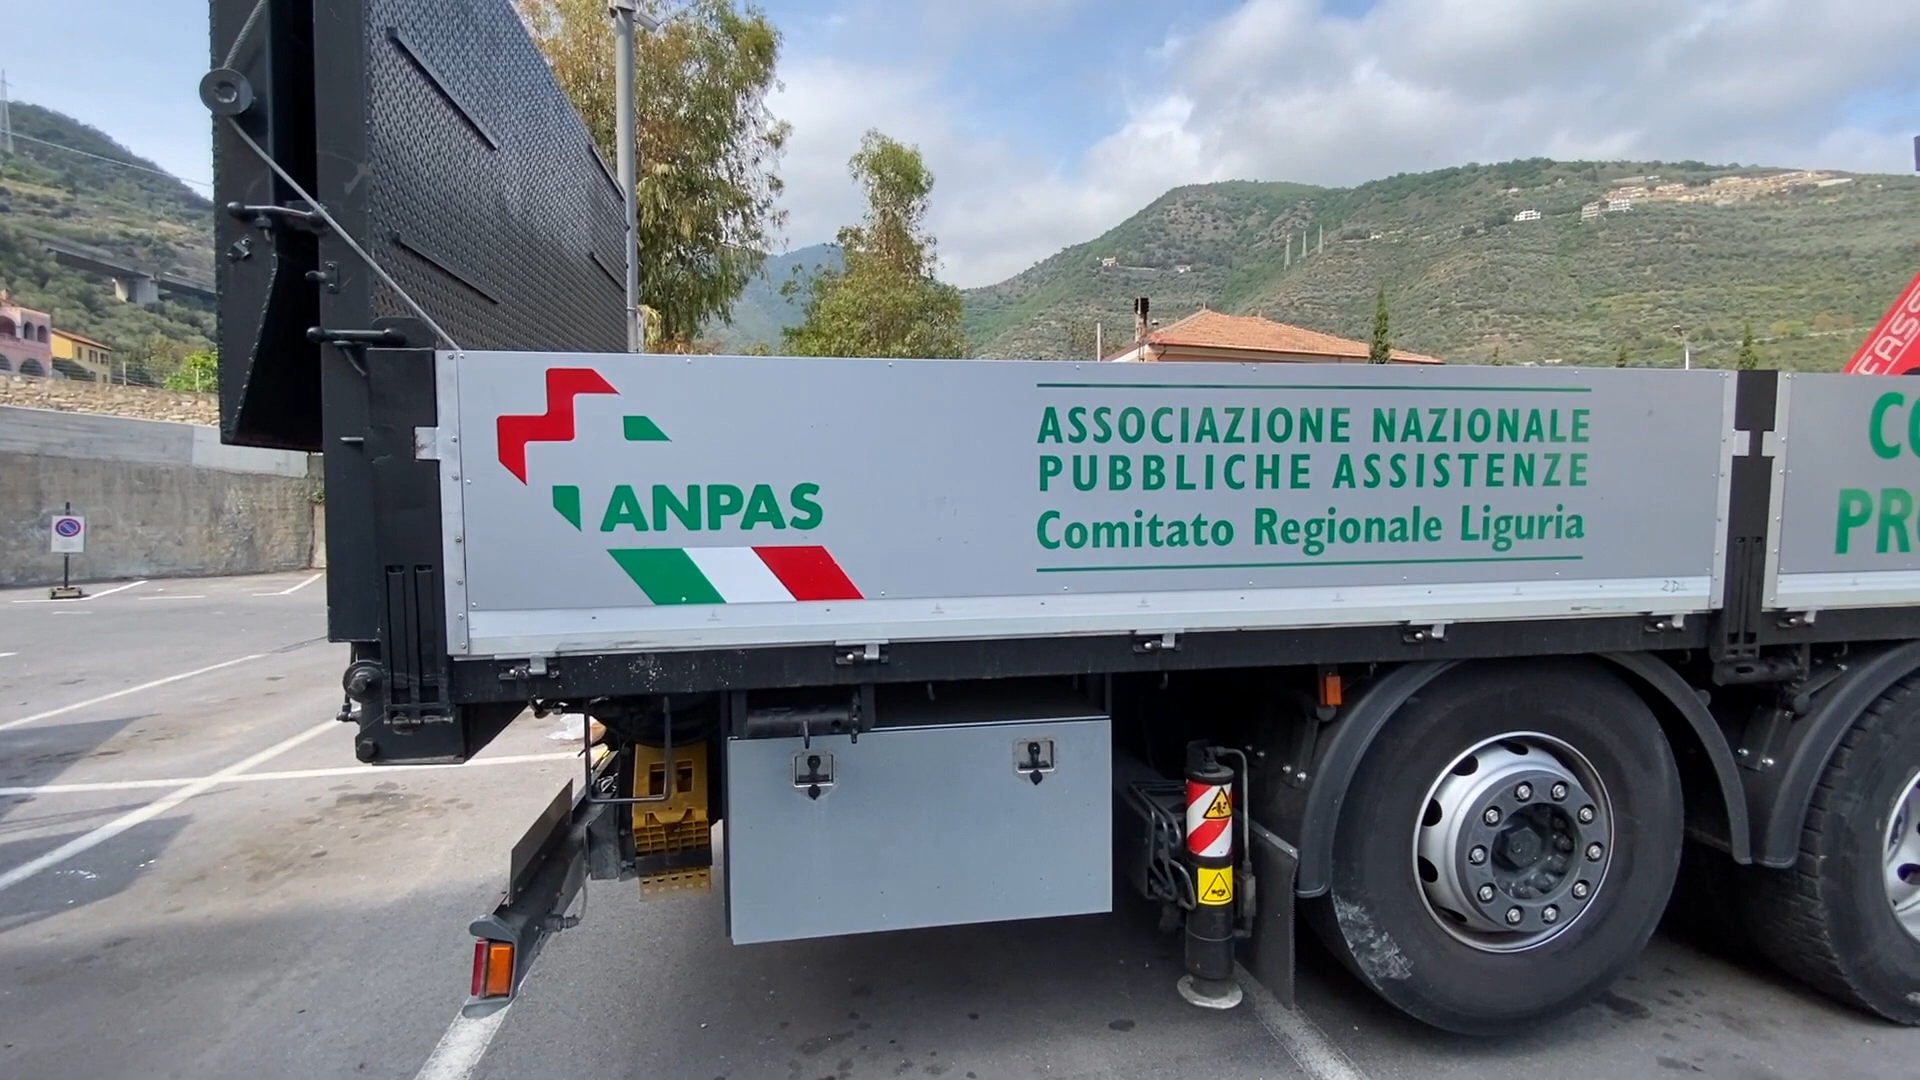 ANPAS
ASSOCIAZIONE NAZIONALE
PUBBLICHE ASSISTENZE
Comitato Regionale Liguria